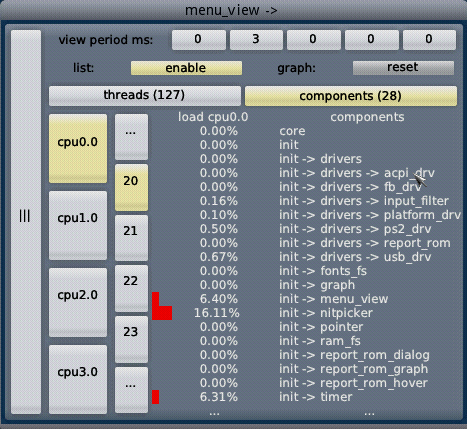 menu_view ->
view period ms: 0 3 0 0 0
list: enable graph: reset
threads (127) components (28)
cpu0.0
cpu1.0
cpu2.0
cpu3.0
...
20
21
22
23
...
load cpu0.0 components
0.00% core
0.00% init
0.00% init -> drivers
0.00% init -> drivers -> acpi_drv
0.00% init -> drivers -> fb_drv
0.16% init -> drivers -> input_filter
0.10% init -> drivers -> platform_drv
0.50% init -> drivers -> ps2_drv
0.00% init -> drivers -> report_rom
0.67% init -> drivers -> usb_drv
0.00% init -> fonts_fs
0.00% init -> graph
6.40% init -> menu_view
16.11% init -> nitpicker
0.00% init -> pointer
0.00% init -> ram_fs
0.00% init -> report_rom_dialog
0.00% init -> report_rom_graph
0.00% init -> report_rom_hover
6.31% init -> timer
... ...